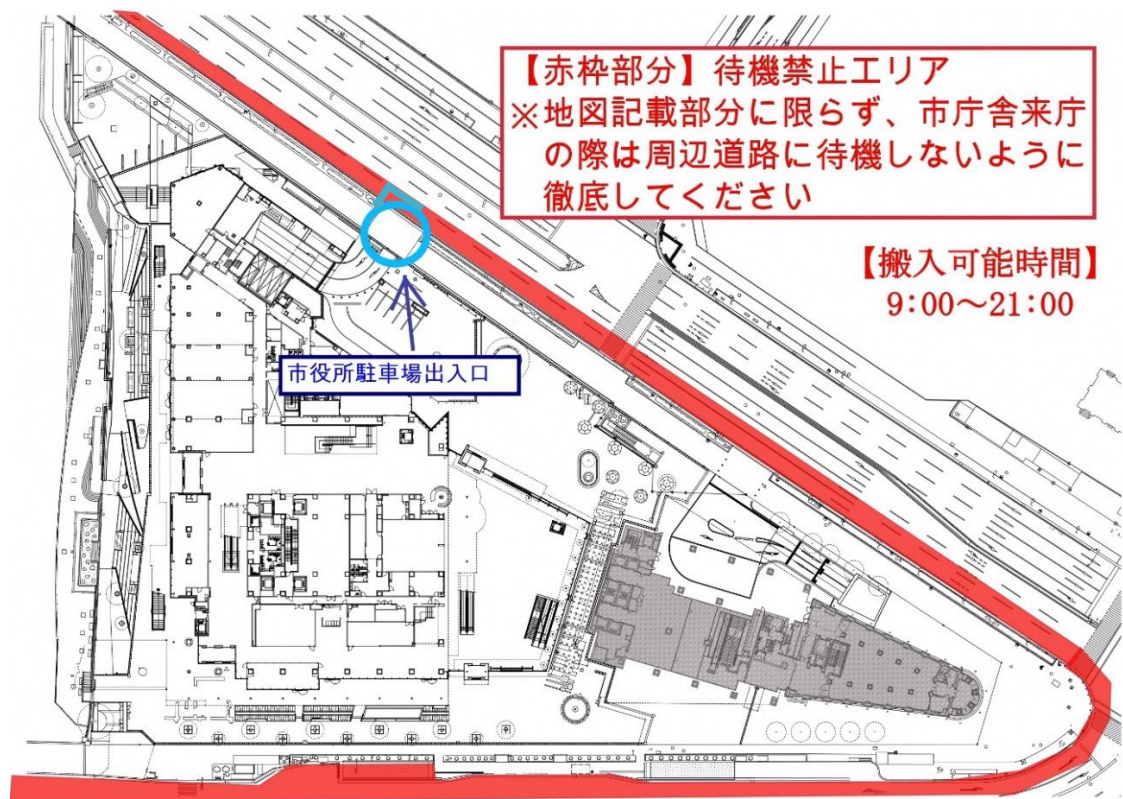 【赤枠部分】待機禁止エリア
※地図記載部分に限らず、市庁舎来庁
の際は周辺道路に待機しないように
徹底してください
【搬入可能時間】
9:00～21:00
市役所駐車場出入口